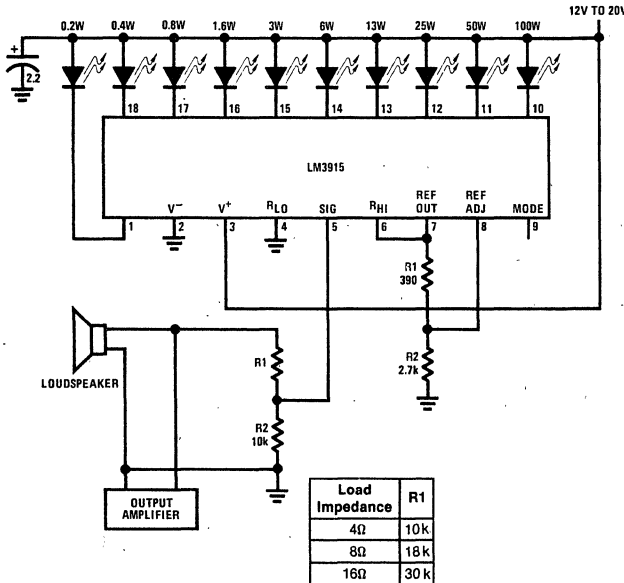 12V TO 20V
0.2W 0.4W 0.8W 1.6W 3W 6W 13W 25W 50W 100W
+
2.2
18 17 16 15 14 13 12 11 10
LM3915
V− V+ RLO SIG RHI REF OUT REF ADJ MODE
1 2 3 4 5 6 7 8 9
R1
390
R2
2.7k
LOUDSPEAKER
R1
R2
10k
OUTPUT
AMPLIFIER
Load Impedance R1
4Ω 10k
8Ω 18k
16Ω 30k